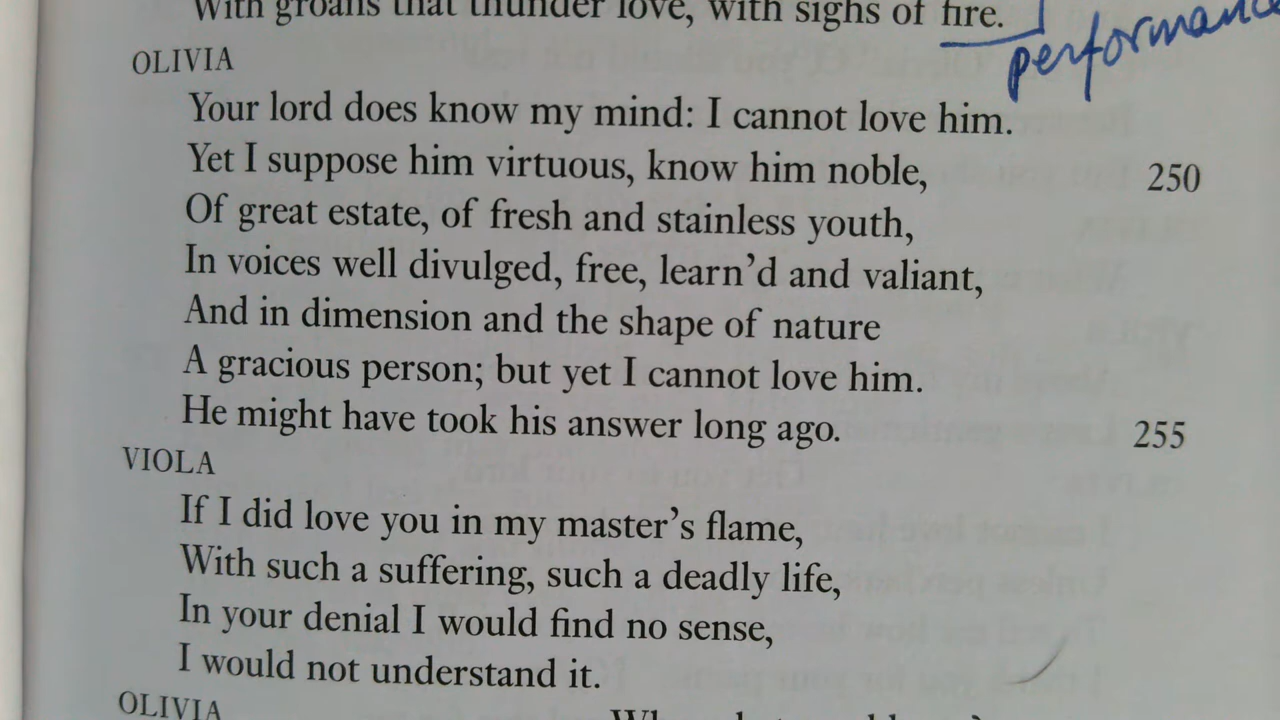 With groans that thunder love, with sighs of fire.
performanc
OLIVIA
Your lord does know my mind: I cannot love him.
Yet I suppose him virtuous, know him noble, 250
Of great estate, of fresh and stainless youth,
In voices well divulged, free, learn'd and valiant,
And in dimension and the shape of nature
A gracious person; but yet I cannot love him.
He might have took his answer long ago. 255
VIOLA
If I did love you in my master's flame,
With such a suffering, such a deadly life,
In your denial I would find no sense,
I would not understand it.
OLIVIA